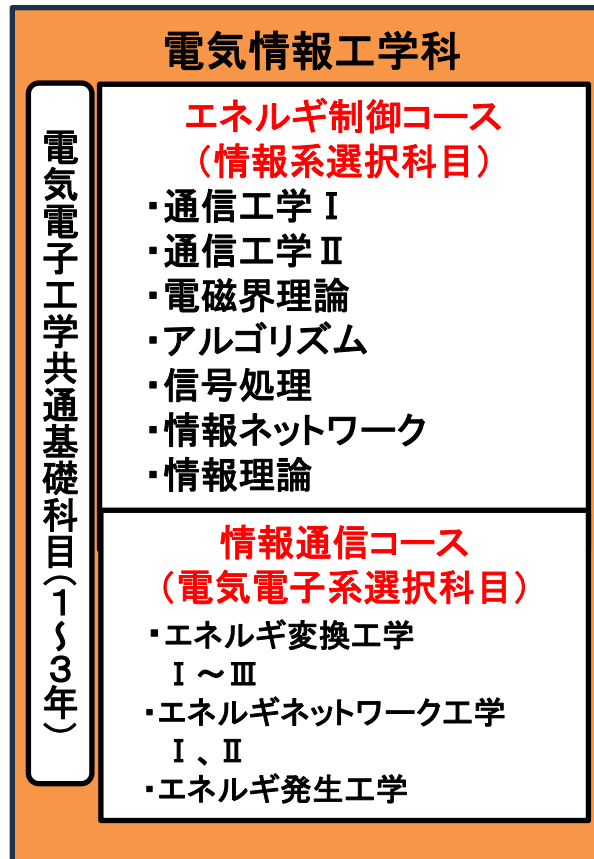 電気情報工学科
電気電子工学共通基礎科目(1～3年)
エネルギ制御コース
(情報系選択科目)
・通信工学Ⅰ
・通信工学Ⅱ
・電磁界理論
・アルゴリズム
・信号処理
・情報ネットワーク
・情報理論
情報通信コース
(電気電子系選択科目)
・エネルギ変換工学
Ⅰ～Ⅲ
・エネルギネットワーク工学
Ⅰ、Ⅱ
・エネルギ発生工学